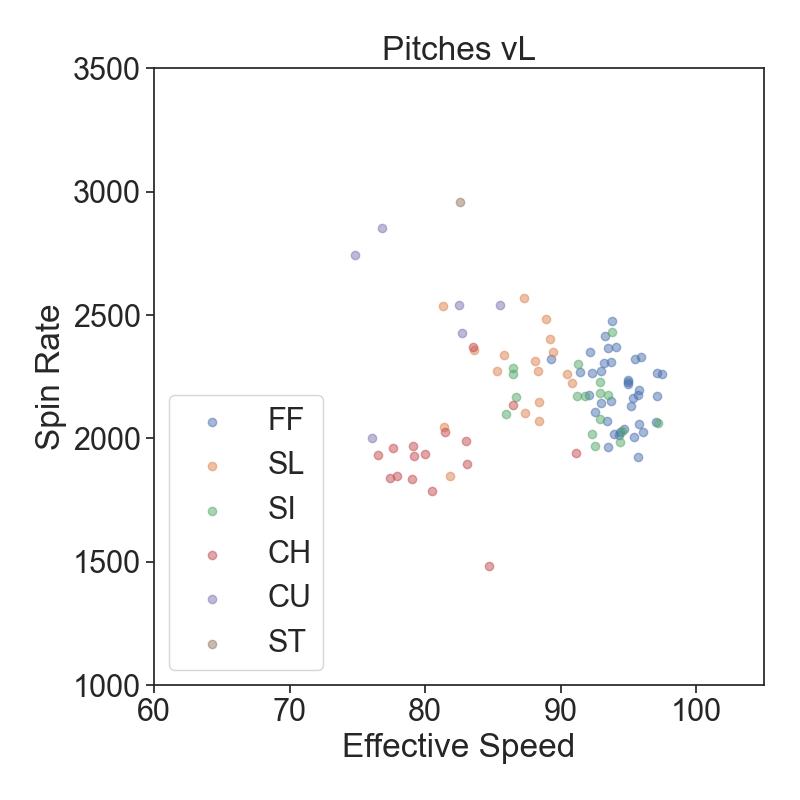 Pitches vL
3500
3000
2500
2000
1500
1000
Spin Rate
FF
SL
SI
CH
CU
ST
60 70 80 90 100
Effective Speed